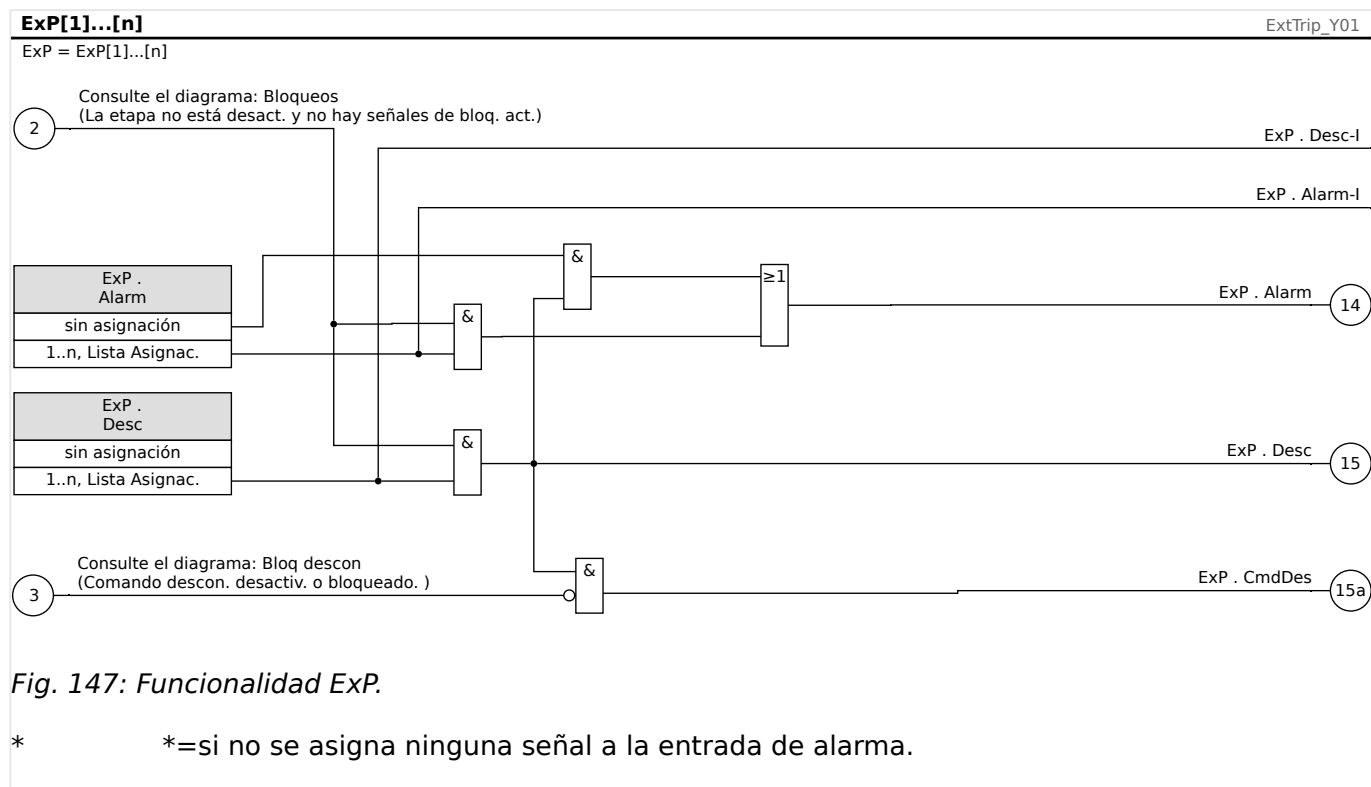 ExP[1]...[n]
ExtTrip_Y01
ExP = ExP[1]...[n]
Consulte el diagrama: Bloqueos
(La etapa no está desact. y no hay señales de bloq. act.)
2
ExP . Desc-I
ExP . Alarm-I
&
≥1
ExP .
Alarm
sin asignación
1..n, Lista Asignac.
&
ExP . Alarm
14
ExP .
Desc
sin asignación
1..n, Lista Asignac.
&
ExP . Desc
15
Consulte el diagrama: Bloq descon
(Comando descon. desactiv. o bloqueado. )
3
&
ExP . CmdDes
15a
Fig. 147: Funcionalidad ExP.
* *=si no se asigna ninguna señal a la entrada de alarma.